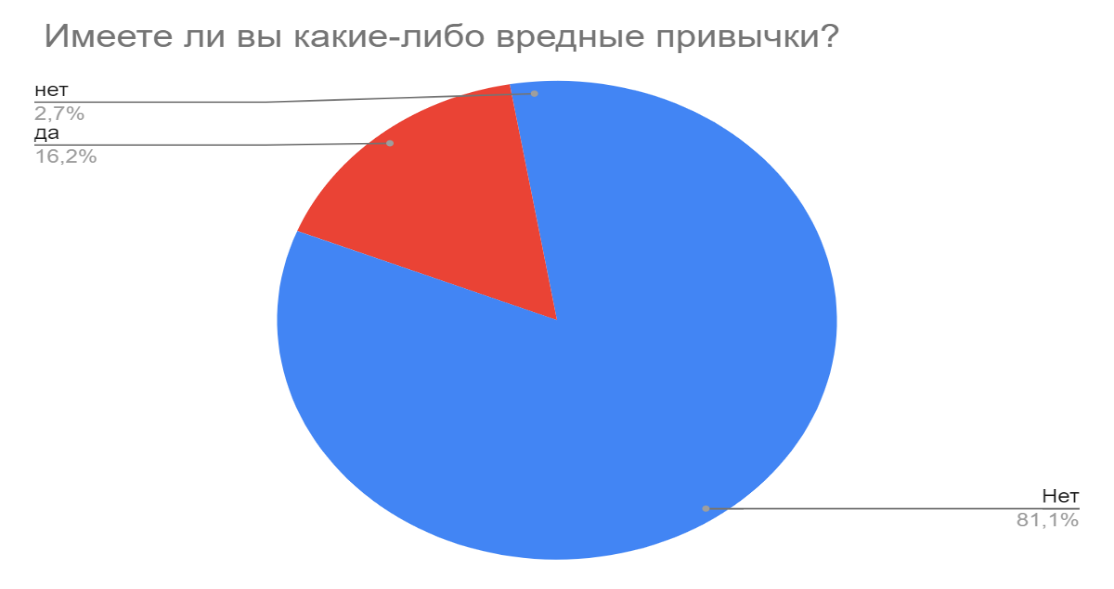 Имеете ли вы какие-либо вредные привычки?
нет
2,7%
да
16,2%
Нет
81,1%